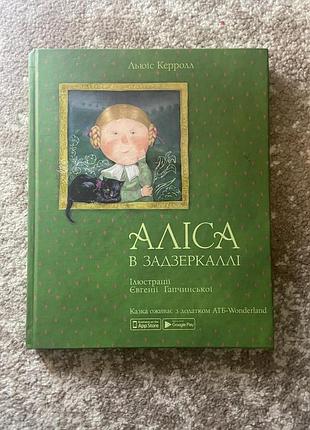 Льюїс Керролл
АЛІСА
В ЗАДЗЕРКАЛЛІ
Ілюстрації
Євгенії Гапчинської
Казка оживає з додатком АТБ-Wonderland
App Store
Google Play